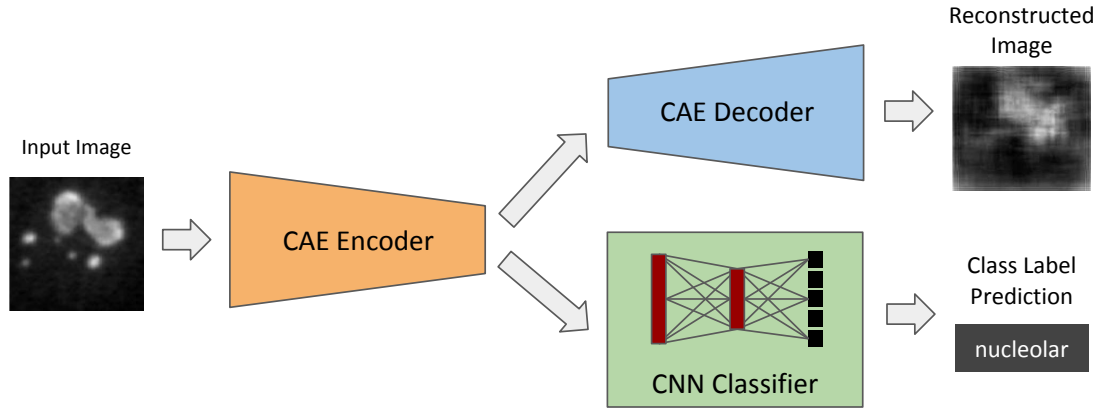 Input Image
CAE Encoder
CAE Decoder
Reconstructed
Image
CNN Classifier
Class Label
Prediction
nucleolar